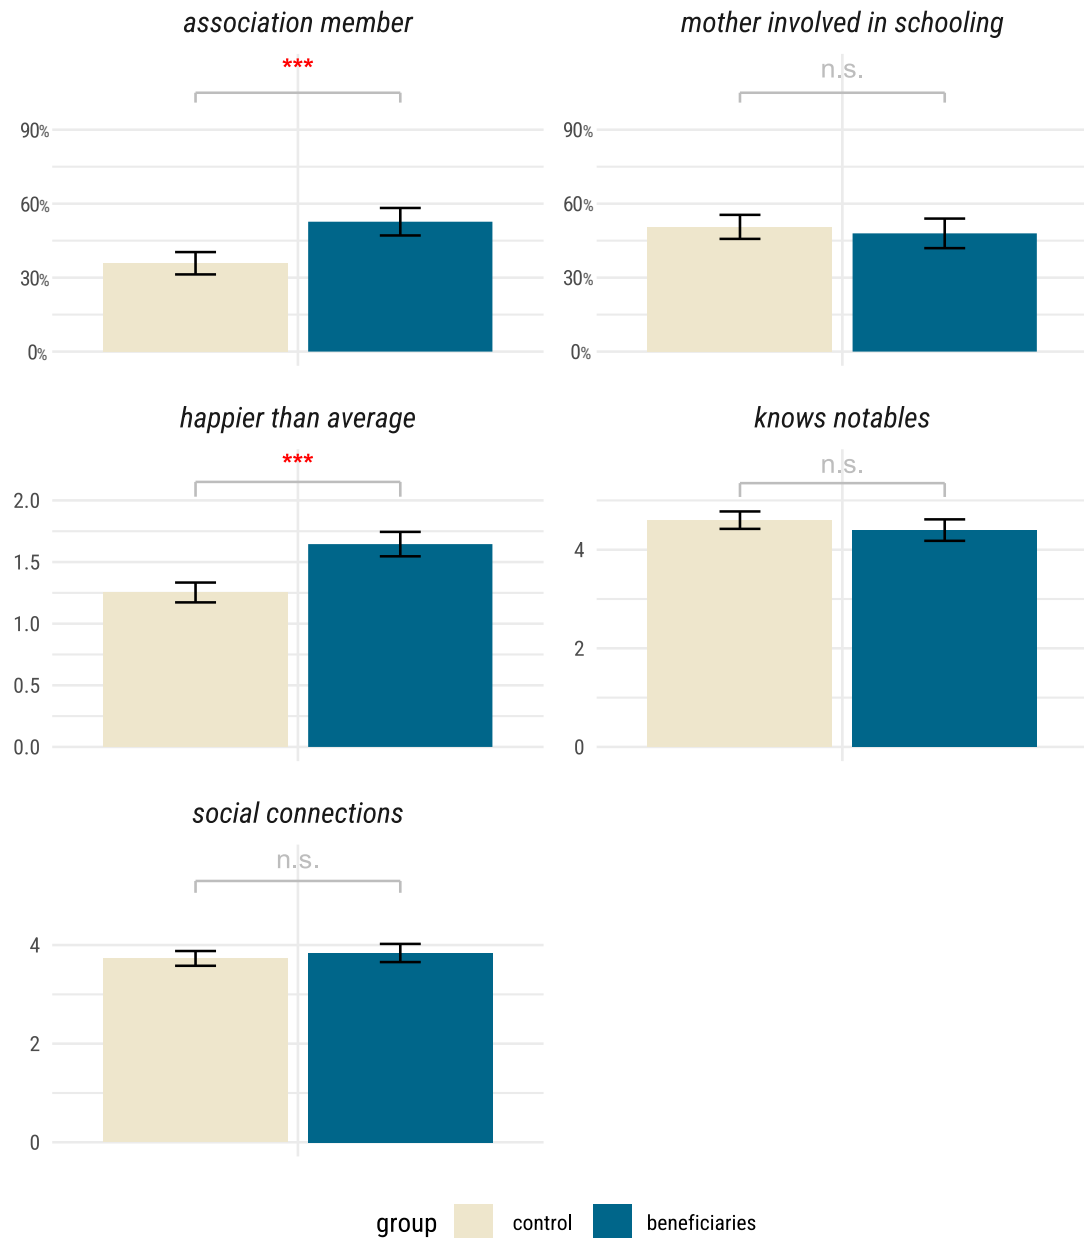 association member
***
90%
60%
30%
0%
mother involved in schooling
n.s.
90%
60%
30%
0%
happier than average
***
2.0
1.5
1.0
0.5
0.0
knows notables
n.s.
4
2
0
social connections
n.s.
4
2
0
group control beneficiaries